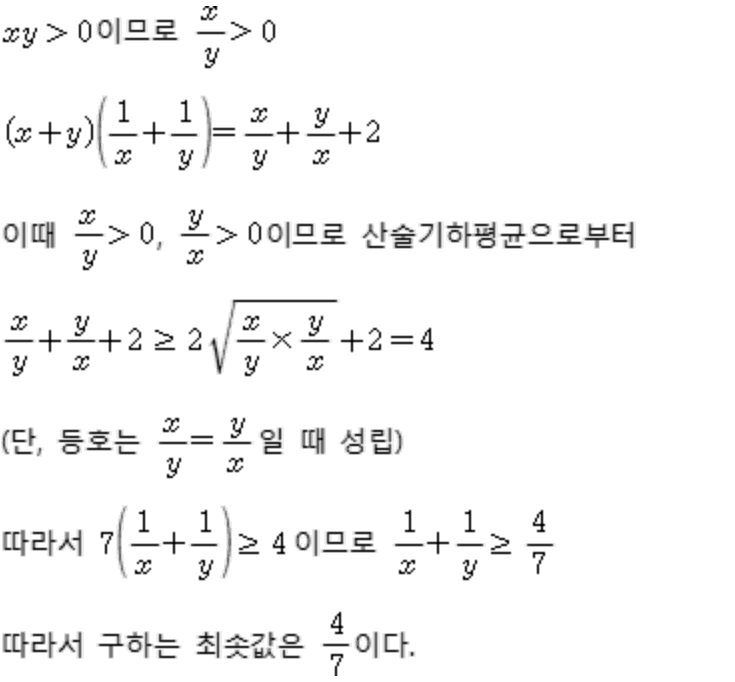 xy > 0이므로 x/y > 0
(x+y)(1/x + 1/y) = x/y + y/x + 2
이때 x/y > 0, y/x > 0이므로 산술기하평균으로부터
x/y + y/x + 2 ≥ 2√(x/y × y/x) + 2 = 4
(단, 등호는 x/y = y/x 일 때 성립)
따라서 7(1/x + 1/y) ≥ 4 이므로 1/x + 1/y ≥ 4/7
따라서 구하는 최솟값은 4/7 이다.